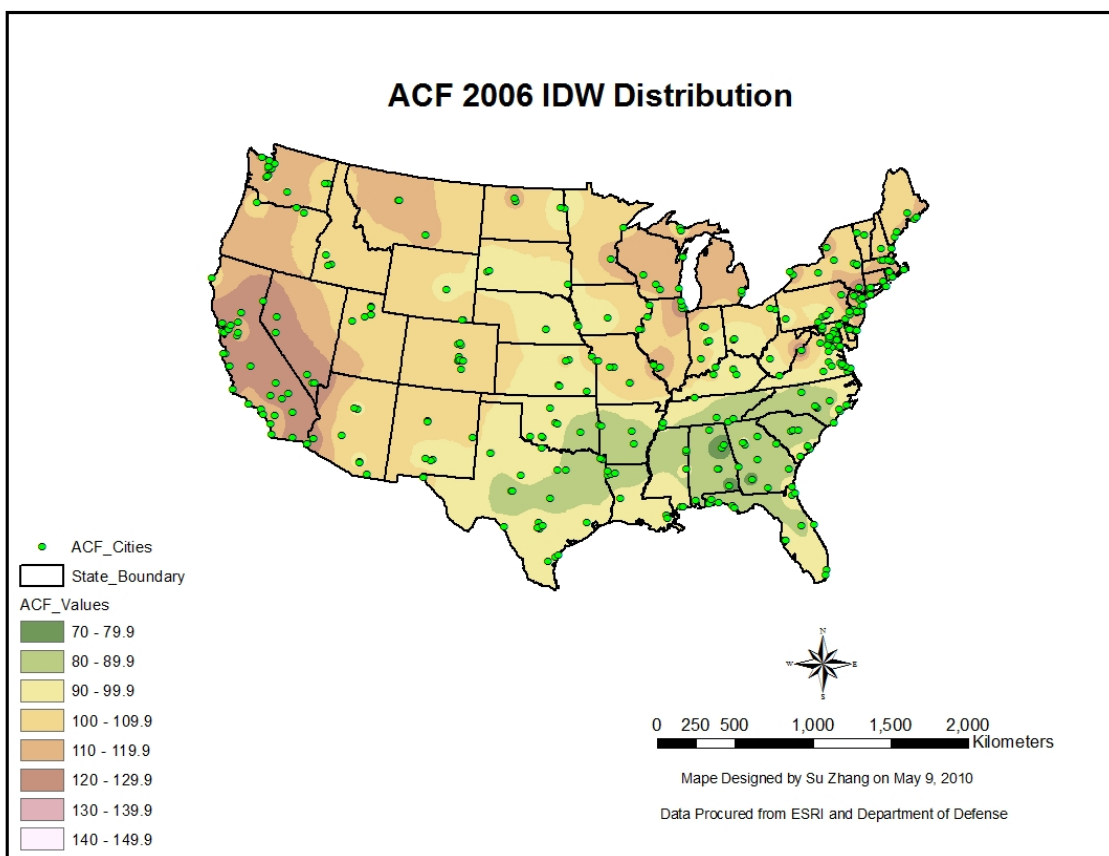 ACF 2006 IDW Distribution
ACF_Cities
State_Boundary
ACF_Values
70 - 79.9
80 - 89.9
90 - 99.9
100 - 109.9
110 - 119.9
120 - 129.9
130 - 139.9
140 - 149.9
N
W E
S
0 250 500 1,000 1,500 2,000
Kilometers
Mape Designed by Su Zhang on May 9, 2010
Data Procured from ESRI and Department of Defense